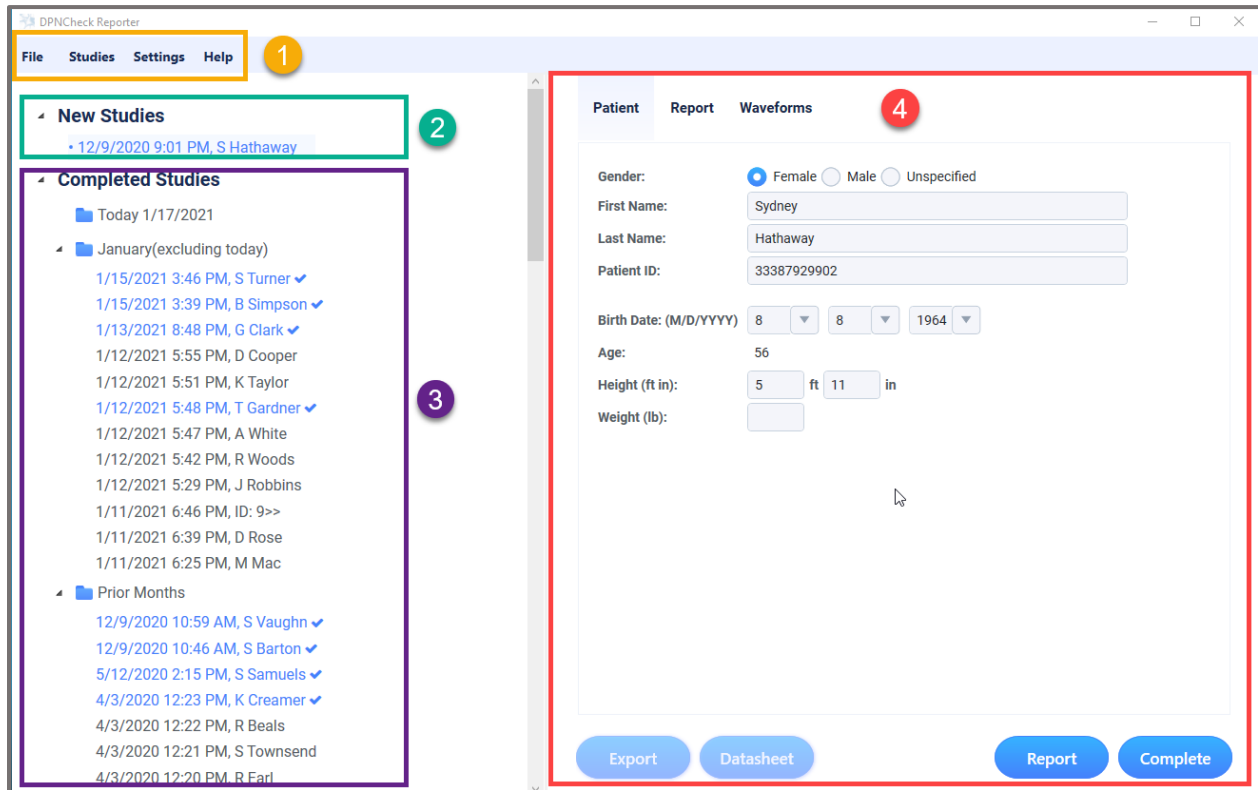 DPNCheck Reporter
File Studies Settings Help
1
New Studies
• 12/9/2020 9:01 PM, S Hathaway
2
Completed Studies
Today 1/17/2021
January(excluding today)
1/15/2021 3:46 PM, S Turner ✔
1/15/2021 3:39 PM, B Simpson ✔
1/13/2021 8:48 PM, G Clark ✔
1/12/2021 5:55 PM, D Cooper
1/12/2021 5:51 PM, K Taylor
1/12/2021 5:48 PM, T Gardner ✔
1/12/2021 5:47 PM, A White
1/12/2021 5:42 PM, R Woods
1/12/2021 5:29 PM, J Robbins
1/11/2021 6:46 PM, ID: 9>>
1/11/2021 6:39 PM, D Rose
1/11/2021 6:25 PM, M Mac
Prior Months
12/9/2020 10:59 AM, S Vaughn ✔
12/9/2020 10:46 AM, S Barton ✔
5/12/2020 2:15 PM, S Samuels ✔
4/3/2020 12:23 PM, K Creamer ✔
4/3/2020 12:22 PM, R Beals
4/3/2020 12:21 PM, S Townsend
4/3/2020 12:20 PM, R Earl
3
Patient Report Waveforms
4
Gender: Female Male Unspecified
First Name: Sydney
Last Name: Hathaway
Patient ID: 33387929902
Birth Date: (M/D/YYYY) 8 8 1964
Age: 56
Height (ft in): 5 ft 11 in
Weight (lb):
Export Datasheet Report Complete